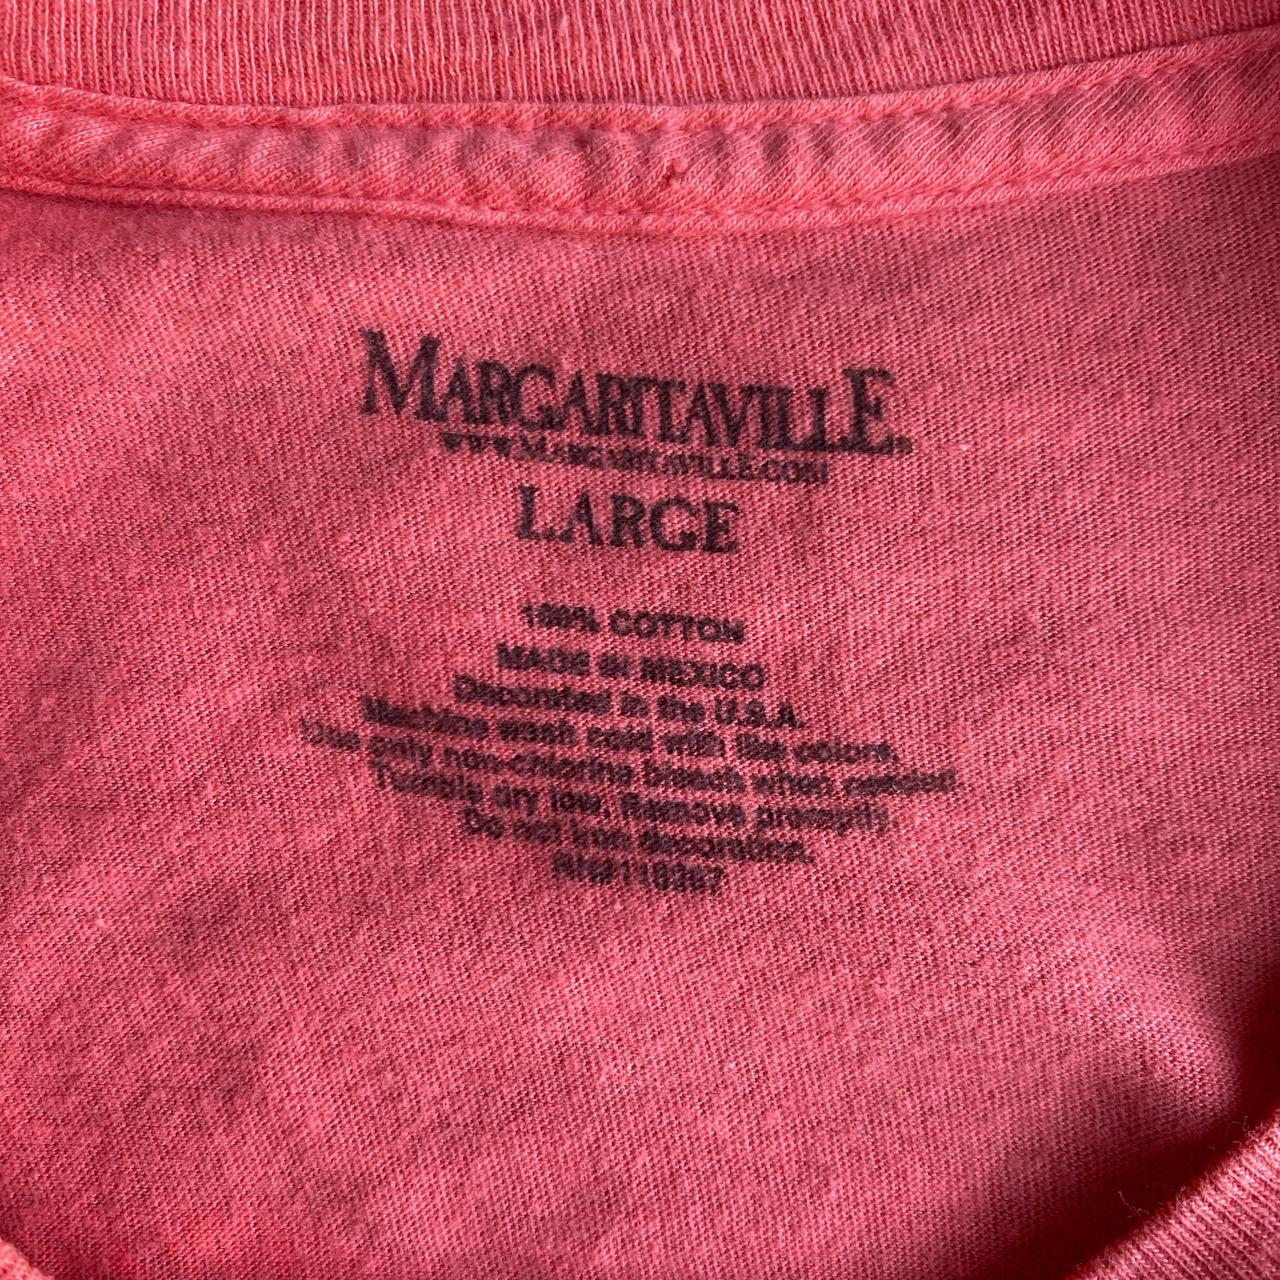 MARGARITAVILLE®
WWW.MARGARITAVILLE.COM
LARGE
100% COTTON
MADE IN MEXICO
Decorated in the U.S.A.
Machine wash cold with like colors.
Use only non-chlorine bleach when needed
Tumble dry low. Remove promptly.
Do not iron decoration.